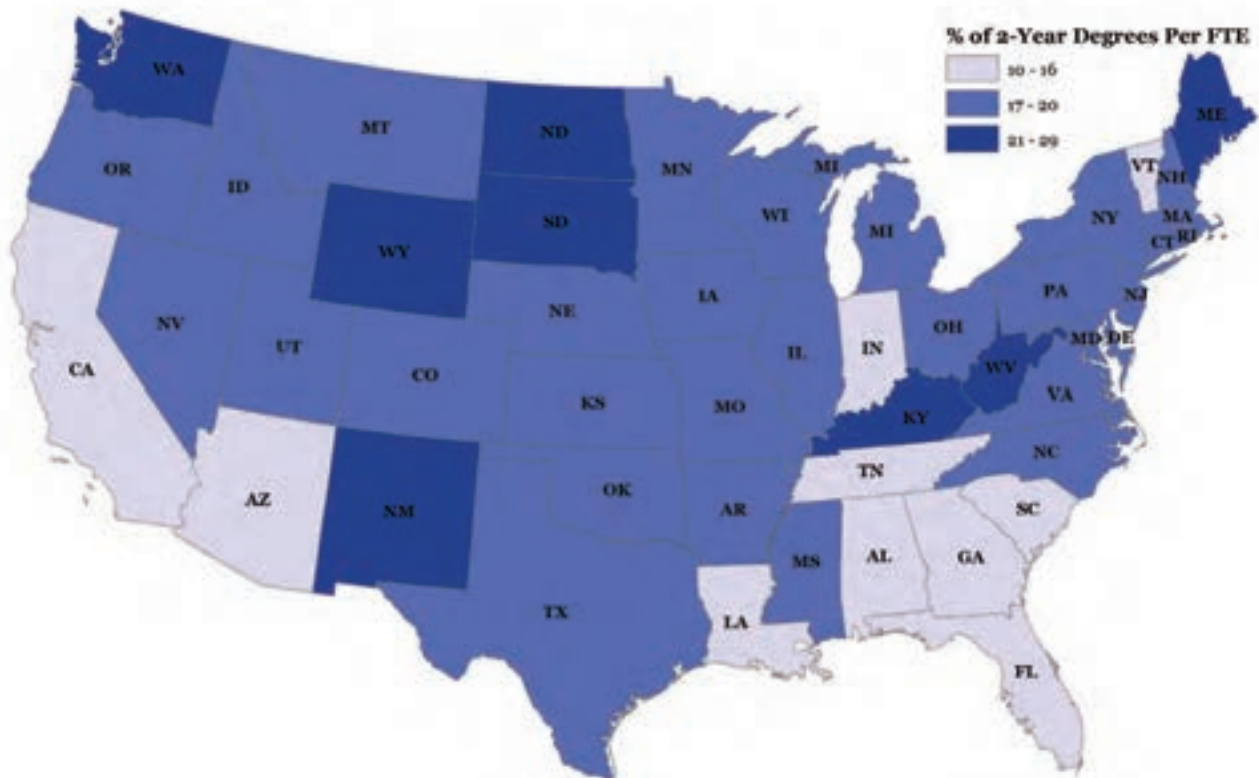 % of 2-Year Degrees Per FTE
10 - 16
17 - 20
21 - 29
WA
MT
ND
MN
MI
ME
VT
NH
OR
ID
SD
WI
NY
MA
WY
MI
CT
RI
NE
IA
PA
NJ
NV
UT
IL
IN
OH
MD
DE
CA
CO
KS
MO
WV
VA
KY
NC
TN
AZ
NM
OK
AR
SC
MS
AL
GA
TX
LA
FL